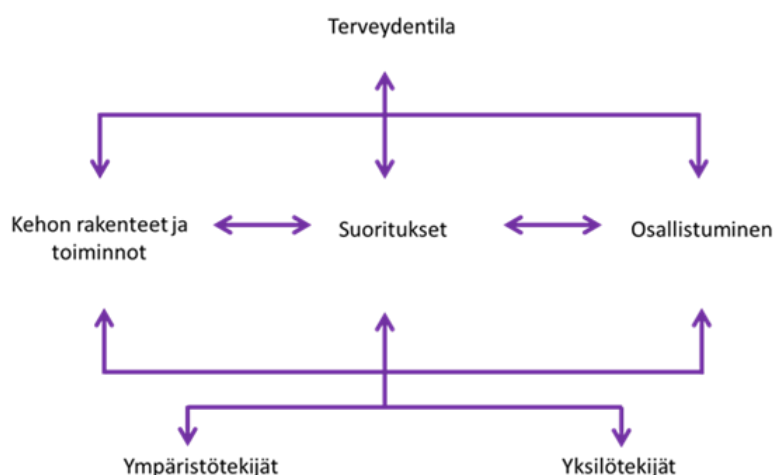 Terveydentila
Kehon rakenteet ja
toiminnot
Suoritukset
Osallistuminen
Ympäristötekijät
Yksilötekijät